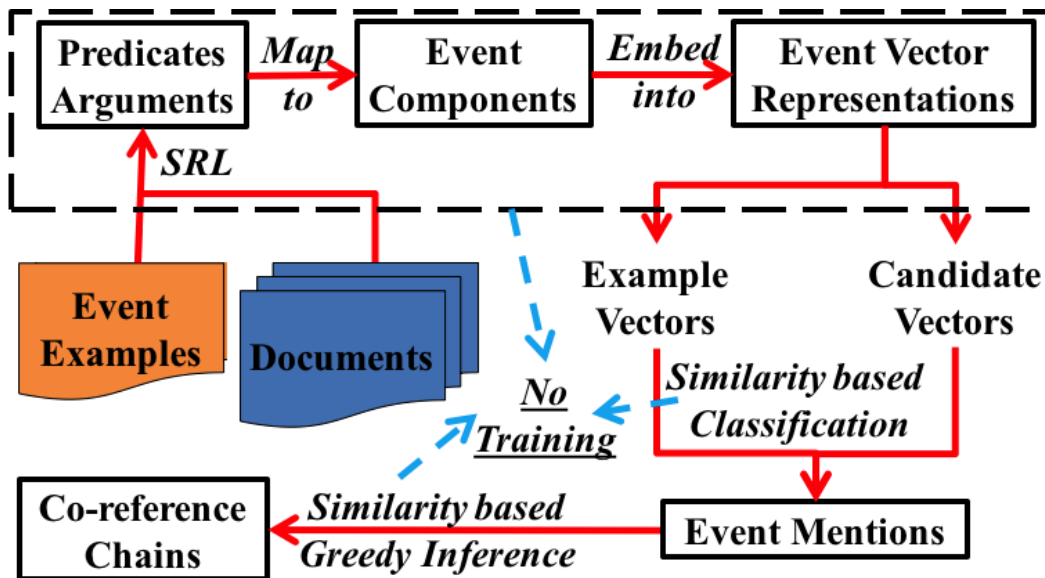 Predicates
Arguments
Map
to
Event
Components
Embed
into
Event Vector
Representations
SRL
Event
Examples
Documents
Example
Vectors
Candidate
Vectors
No
Training
Similarity based
Classification
Co-reference
Chains
Similarity based
Greedy Inference
Event Mentions